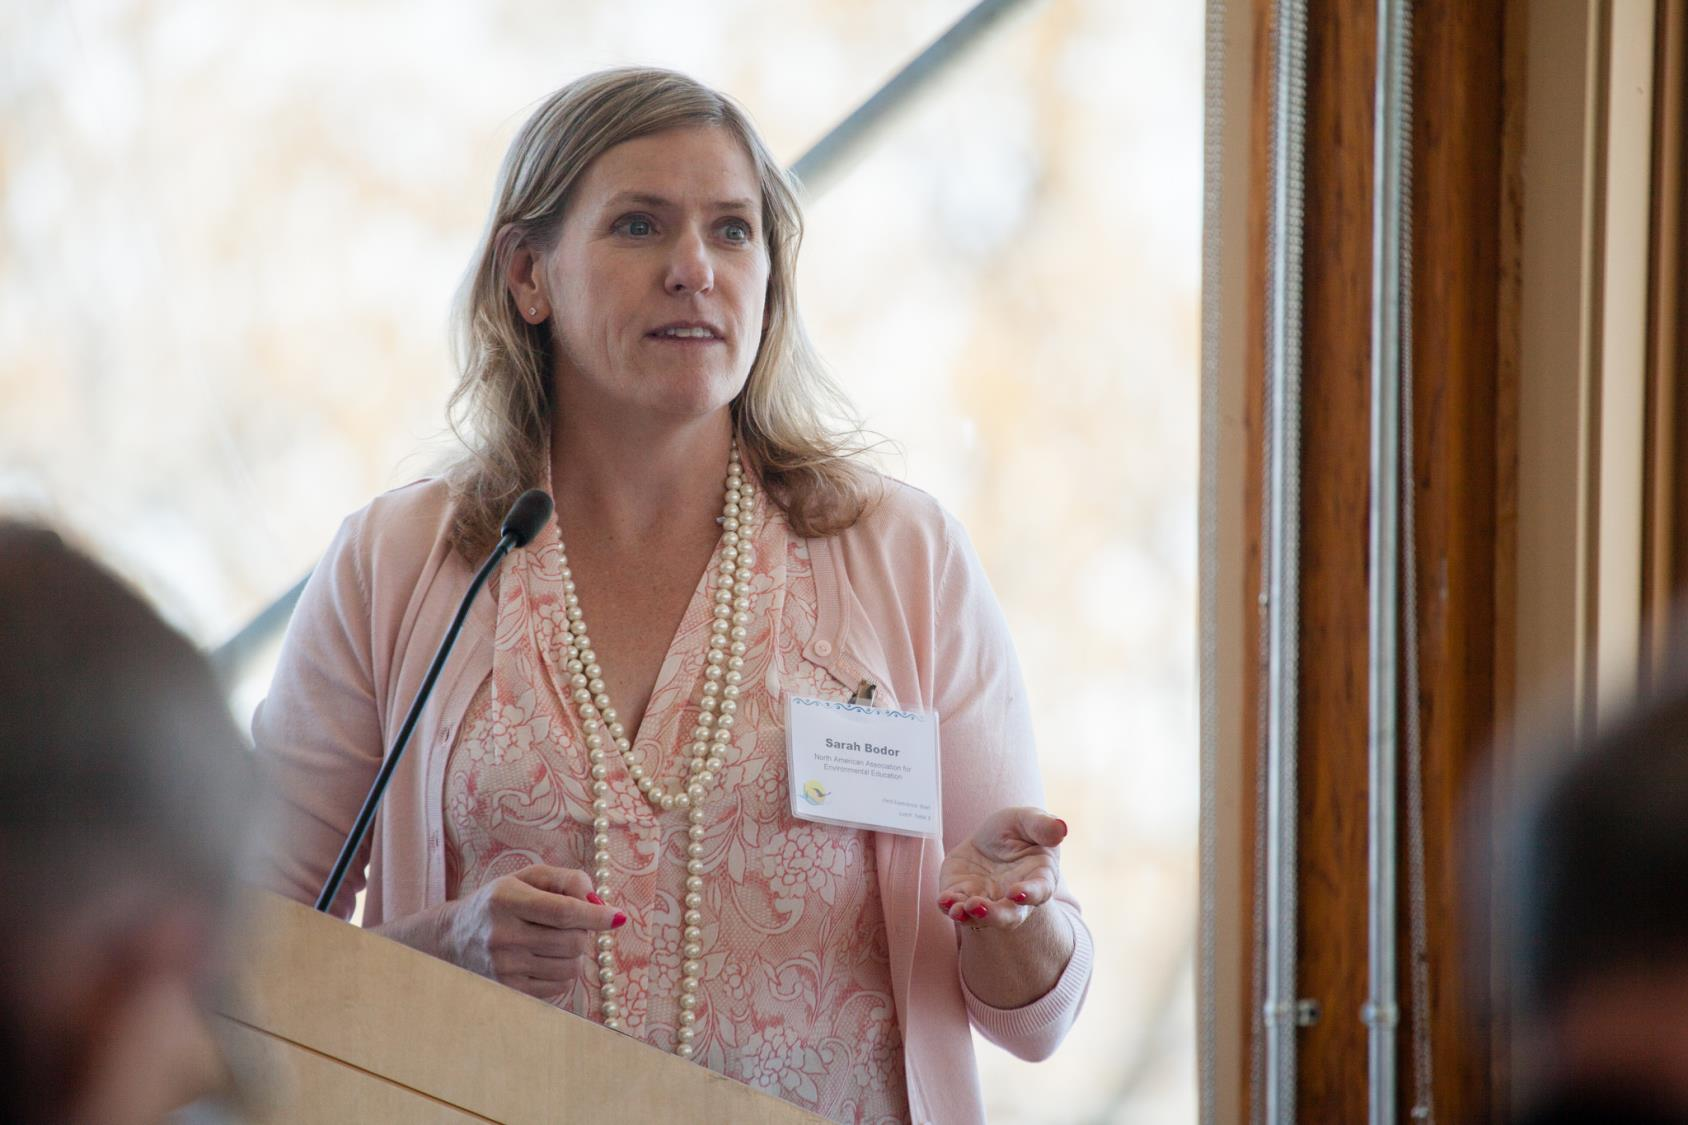 Sarah Bodor
North American Association for
Environmental Education